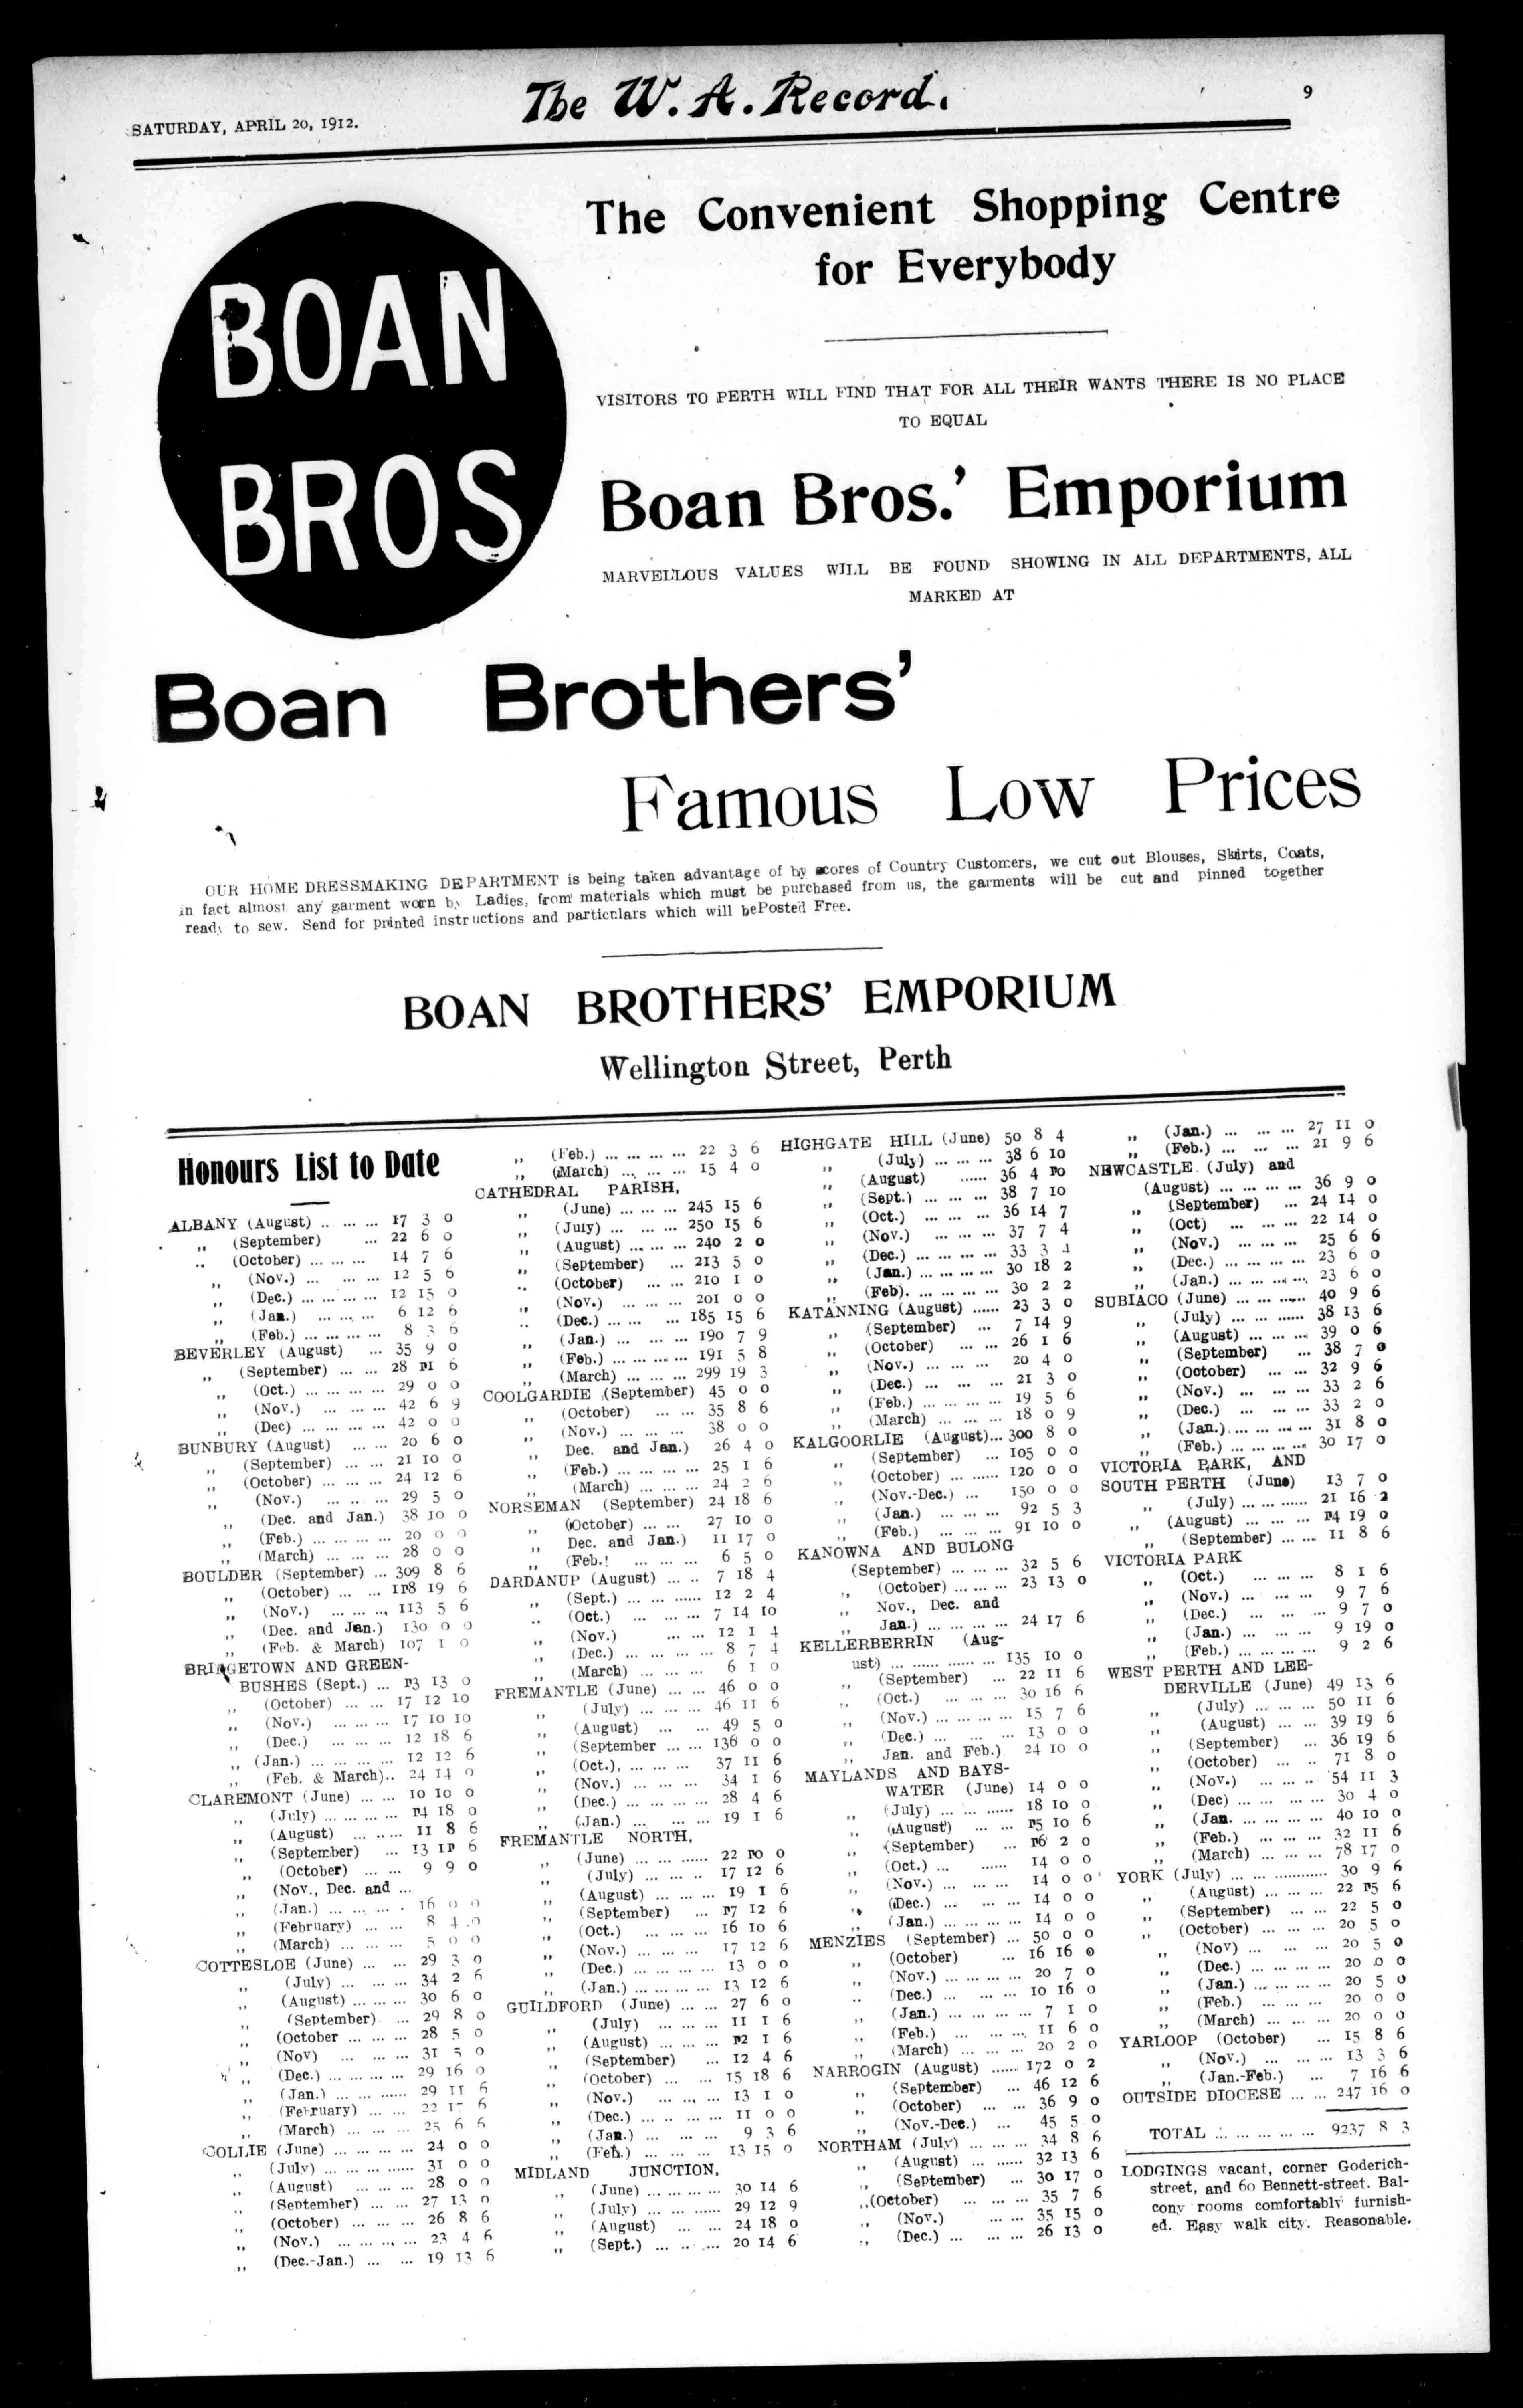 SATURDAY, APRIL 20, 1912.
The W. A. Record.
9
BOAN
BROS
The Convenient Shopping Centre
for Everybody
VISITORS TO PERTH WILL FIND THAT FOR ALL THEIR WANTS THERE IS NO PLACE
TO EQUAL
Boan Bros.' Emporium
MARVELLOUS VALUES WILL BE FOUND SHOWING IN ALL DEPARTMENTS, ALL
MARKED AT
Boan Brothers'
Famous Low Prices
OUR HOME DRESSMAKING DEPARTMENT is being taken advantage of by scores of Country Customers, we cut out Blouses, Skirts, Coats,
in fact almost any garment worn by Ladies, from materials which must be purchased from us, the garments will be cut and pinned together
ready to sew. Send for printed instructions and particulars which will bePosted Free.
BOAN BROTHERS' EMPORIUM
Wellington Street, Perth
Honours List to Date
ALBANY (August) .. ... ... 17 3 0
,, (September) ... 22 6 0
,, (October) ... ... 14 7 6
,, (Nov.) ... ... ... 12 5 6
,, (Dec.) ... ... ... 12 15 0
,, (Jan.) ... ... 6 12 6
,, (Feb.) ... ... ... 8 3 6
BEVERLEY (August) ... 35 9 0
,, (September) ... ... 28 11 6
,, (Oct.) ... ... ... ... 29 0 0
,, (Nov.) ... ... ... 42 6 9
,, (Dec) ... ... ... ... 42 0 0
BUNBURY (August) ... ... 20 6 0
,, (September) ... ... 21 10 0
,, (October) ... ... ... 24 12 6
,, (Nov.) ... ... ... 29 5 0
,, (Dec. and Jan.) 38 10 0
,, (Feb.) ... ... ... ... 20 0 0
,, (March) ... ... ... 28 0 0
BOULDER (September) ... 309 8 6
,, (October) ... ... 118 19 6
,, (Nov.) ... ... ... 113 5 6
,, (Dec. and Jan.) 130 0 0
,, (Feb. & March) 107 1 0
BRIDGETOWN AND GREEN-
BUSHES (Sept.) ... 13 13 0
,, (October) ... ... 17 12 10
,, (Nov.) ... ... ... 17 10 10
,, (Dec.) ... ... ... 12 18 6
,, (Jan.) ... ... ... ... 12 12 6
,, (Feb. & March).. 24 14 0
CLAREMONT (June) ... ... 10 10 0
,, (July) ... ... ... ... 14 18 0
,, (August) ... ... ... 11 8 6
,, (September) ... 13 11 6
,, (October) ... ... 9 9 0
,, (Nov., Dec. and ...
,, (Jan.) ... ... ... . 16 0 0
,, (February) ... ... 8 4 0
,, (March) ... ... ... 5 0 0
COTTESLOE (June) ... ... 29 3 0
,, (July) ... ... ... 34 2 6
,, (August) ... ... ... 30 6 0
,, (September) ... 29 8 0
,, (October ... ... ... 28 5 0
,, (Nov) ... ... ... 31 5 0
,, (Dec.) ... ... ... ... 29 16 0
,, (Jan.) ... ... ...... 29 11 6
,, (February) ... ... 22 17 6
,, (March) ... ... ... 25 6 6
COLLIE (June) ... ... ... ... 24 0 0
,, (July) ... ... ... ...... 31 0 0
,, (August) ... ... ... 28 0 0
,, (September) ... ... 27 13 0
,, (October) ... ... ... 26 8 6
,, (Nov.) ... ... ... ... 23 4 6
,, (Dec.-Jan.) ... ... 19 13 6
,, (Feb.) ... ... ... ... 22 3 6
,, (March) ... ... ... 15 4 0
CATHEDRAL PARISH,
,, (June) ... ... ... 245 15 6
,, (July) ... ... ... 250 15 6
,, (August) ... ... ... 240 2 0
,, (September) ... 213 5 0
,, (October) ... ... 210 1 0
,, (Nov.) ... ... ... 201 0 0
,, (Dec.) ... ... ... 185 15 6
,, (Jan.) ... ... ... 190 7 9
,, (Feb.) ... ... ... ... 191 5 8
,, (March) ... ... ... 299 19 3
COOLGARDIE (September) 45 0 0
,, (October) ... ... 35 8 6
,, (Nov.) ... ... ... 38 0 0
,, Dec. and Jan.) 26 4 0
,, (Feb.) ... ... ... ... 25 1 6
,, (March) ... ... ... 24 2 6
NORSEMAN (September) 24 18 6
,, (October) ... ... 27 10 0
,, Dec. and Jan.) 11 17 0
,, (Feb.! ... ... ... 6 5 0
DARDANUP (August) ... .. 7 18 4
,, (Sept.) ... ... ...... 12 2 4
,, (Oct.) ... ... ... 7 14 10
,, (Nov.) ... ... 12 1 4
,, (Dec.) ... ... ... ... 8 7 4
,, (March) ... ... ... 6 1 0
FREMANTLE (June) ... ... 46 0 0
,, (July) ... ... ... 46 11 6
,, (August) ... ... 49 5 0
,, (September ... ... 136 0 0
,, (Oct.), ... ... ... 37 11 6
,, (Nov.) ... ... ... 34 1 6
,, (Dec.) ... ... ... ... 28 4 6
,, (Jan.) ... ... ... ... 19 1 6
FREMANTLE NORTH,
,, (June) ... ... ...... 22 10 0
,, (July) ... ... .. 17 12 6
,, (August) ... ... ... 19 1 6
,, (September) ... 17 12 6
,, (Oct.) ... ... ... 16 10 6
,, (Nov.) ... ... ... 17 12 6
,, (Dec.) ... ... ... ... 13 0 0
,, (Jan.) ... ... ... ... 13 12 6
GUILDFORD (June) ... ... 27 6 0
,, (July) ... ... ... 11 1 6
,, (August) ... ... ... 12 1 6
,, (September) ... 12 4 6
,, (October) ... ... 15 18 6
,, (Nov.) ... ... ... 13 1 0
,, (Dec.) ... .. ... ... 11 0 0
,, (Jan.) ... ... ... 9 3 6
,, (Feb.) ... ... ... 13 15 0
MIDLAND JUNCTION,
,, (June) ... ... ... ... 30 14 6
,, (July) ... ... ...... 29 12 9
,, (August) ... ... 24 18 0
,, (Sept.) ... .. ... 20 14 6
HIGHGATE HILL (June) 50 8 4
,, (July) ... ... ... 38 6 10
,, (August) ...... 36 4 10
,, (Sept.) ... ... ... 38 7 10
,, (Oct.) ... ... ... 36 14 7
,, (Nov.) ... ... ... 37 7 4
,, (Dec.) ... ... ... ... 33 3 4
,, (Jan.) ... ... ... ... 30 18 2
,, (Feb). ... ... ... ... 30 2 2
KATANNING (August) ...... 23 3 0
,, (September) ... 7 14 9
,, (October) ... ... 26 1 6
,, (Nov.) ... ... ... 20 4 0
,, (Dec.) ... ... ... 21 3 0
,, (Feb.) ... ... ... ... 19 5 6
,, (March) ... ... ... 18 0 9
KALGOORLIE (August)... 300 8 0
,, (September) ... 105 0 0
,, (October) ... ...... 120 0 0
,, (Nov.-Dec.) ... 150 0 0
,, (Jan.) ... ... ... 92 5 3
,, (Feb.) ... ... ... 91 10 0
KANOWNA AND BULONG
(September) ... ... ... 32 5 6
,, (October) ... ... ... 23 13 0
,, Nov., Dec. and
,, Jan.) ... ... ... ... 24 17 6
KELLERBERRIN (Aug-
ust) ... ...... ...... ... 135 10 0
,, (September) ... 22 11 6
,, (Oct.) ... ... ... 30 16 6
,, (Nov.) ... ... ... ... 15 7 6
,, (Dec.) ... ... ... 13 0 0
,, Jan. and Feb.) 24 10 0
MAYLANDS AND BAYS-
WATER (June) 14 0 0
,, (July) ... ... ...... 18 10 0
,, (August) ... ... 15 10 6
,, (September) ... 16 2 0
,, (Oct.) ... ...... 14 0 0
,, (Nov.) ... ... ... 14 0 0
,, (Dec.) ... ... ... 14 0 0
,, (Jan.) ... ... ... ... 14 0 0
MENZIES (September) ... 50 0 0
,, (October) ... 16 16 0
,, (Nov.) ... ... ... ... 20 7 0
,, (Dec.) ... ... ... 10 16 0
,, (Jan.) ... ... ... ... 7 1 0
,, (Feb.) ... ... ... 11 6 0
,, (March) ... ... ... 20 2 0
NARROGIN (August) ...... 172 0 2
,, (September) ... 46 12 6
,, (October) ... ... 36 9 0
,, (Nov.-Dec.) ... 45 5 0
NORTHAM (July) ... ... ... 34 8 6
,, (August) ... ...... 32 13 6
,, (September) ... 30 17 0
,,(October) ... ... ... 35 7 6
,, (Nov.) ... ... 35 15 0
,, (Dec.) ... ... ... 26 13 0
,, (Jan.) ... ... ... 27 11 0
,, (Feb.) ... ... ... 21 9 6
NEWCASTLE (July) and
(August) ... ... ... ... 36 9 0
,, (September) ... 24 14 0
,, (Oct) ... ... ... 22 14 0
,, (Nov.) ... ... ... 25 6 6
,, (Dec.) ... ... ... ... 23 6 0
,, (Jan.) ... ... ... ... 23 6 0
SUBIACO (June) ... ... ...... 40 9 6
,, (July) ... ... ...... 38 13 6
,, (August) ... ... ... 39 0 6
,, (September) ... 38 7 0
,, (October) ... ... 32 9 6
,, (Nov.) ... ... ... 33 2 6
,, (Dec.) ... ... ... 33 2 0
,, (Jan.). ... ... ... ... 31 8 0
,, (Feb.) ... ... ... ... 30 17 0
VICTORIA PARK, AND
SOUTH PERTH (June) 13 7 0
,, (July) ... ... ...... 21 16 2
,, (August) ... ... ... 14 19 0
,, (September) ... ... 11 8 6
VICTORIA PARK
,, (Oct.) ... ... ... 8 1 6
,, (Nov.) ... ... ... 9 7 6
,, (Dec.) ... ... ... 9 7 0
,, (Jan.) ... ... ... 9 19 0
,, (Feb.) ... ... ... ... 9 2 6
WEST PERTH AND LEE-
DERVILLE (June) 49 13 6
,, (July) ... ... ... 50 11 6
,, (August) ... ... 39 19 6
,, (September) ... 36 19 6
,, (October) ... .. 71 8 0
,, (Nov.) ... ... .. 54 11 3
,, (Dec) ... ... ... ... 30 4 0
,, (Jan. ... ... ... ... 40 10 0
,, (Feb.) ... ... ... 32 11 6
,, (March) ... ... ... 78 17 0
YORK (July) ... ... ............ 30 9 6
,, (August) ... ... ... 22 15 6
,, (September) ... ... 22 5 0
,, (October) ... ... ... 20 5 0
,, (Nov) ... ... ... 20 5 0
,, (Dec.) ... ... ... ... 20 0 0
,, (Jan.) ... ... ... ... 20 5 0
,, (Feb.) ... ... ... 20 0 0
,, (March) ... ... ... 20 0 0
YARLOOP (October) ... 15 8 6
,, (Nov.) ... ... ... 13 3 6
,, (Jan.-Feb.) ... 7 16 6
OUTSIDE DIOCESE ... ... 247 16 0
TOTAL ... ... ... ... ... 9237 8 3
LODGINGS vacant, corner Goderich-
street, and 60 Bennett-street. Bal-
cony rooms comfortably furnish-
ed. Easy walk city. Reasonable.